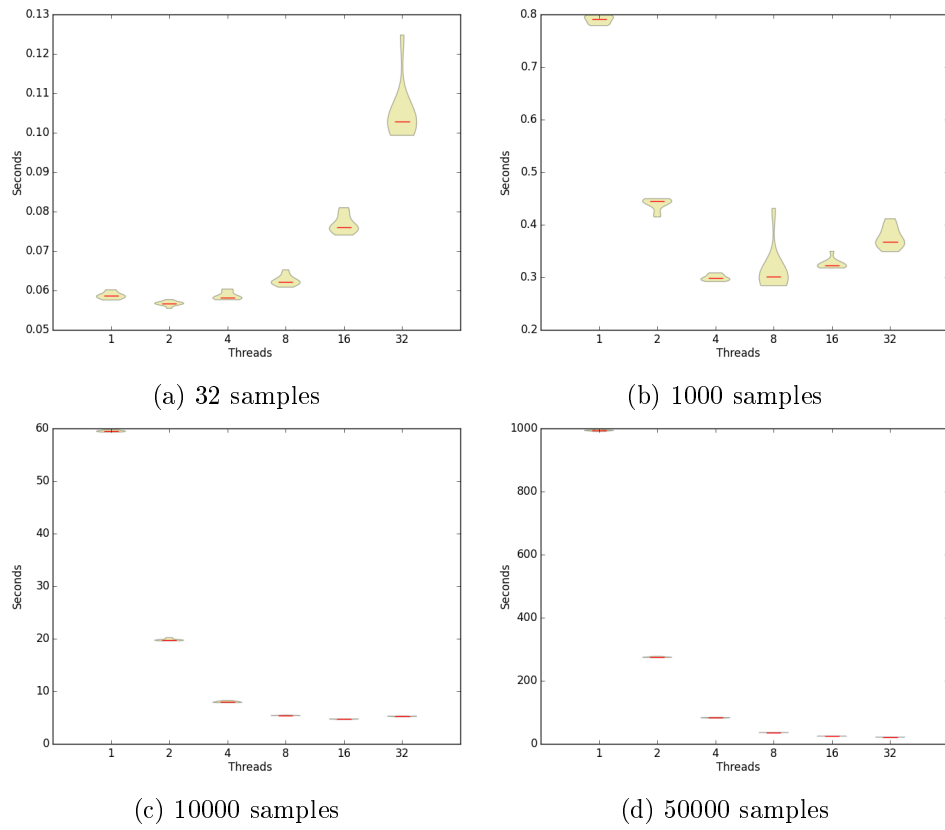 0.13
0.12
0.11
0.10
0.09
0.08
0.07
0.06
0.05
Seconds
1 2 4 8 16 32
Threads
(a) 32 samples
0.8
0.7
0.6
0.5
0.4
0.3
0.2
Seconds
1 2 4 8 16 32
Threads
(b) 1000 samples
60
50
40
30
20
10
0
Seconds
1 2 4 8 16 32
Threads
(c) 10000 samples
1000
800
600
400
200
0
Seconds
1 2 4 8 16 32
Threads
(d) 50000 samples